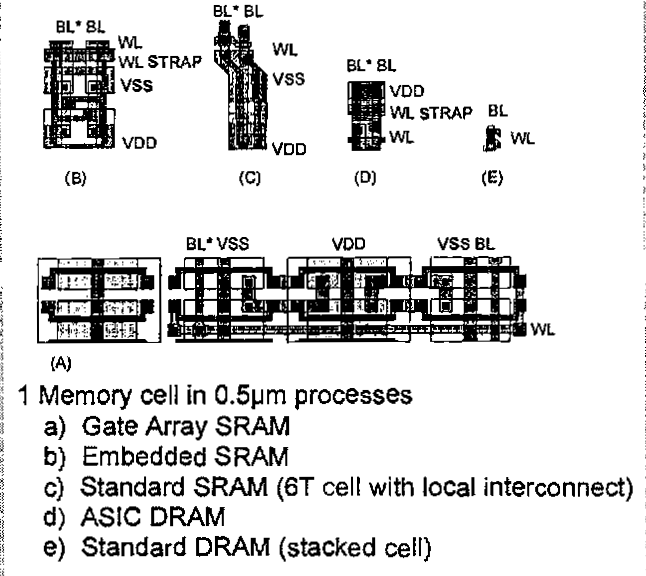 BL* BL
WL
WL STRAP
VSS
VDD
(B)
BL* BL
WL
VSS
VDD
(C)
BL* BL
VDD
WL STRAP
WL
(D)
BL
WL
(E)
BL* VSS
VDD
VSS BL
WL
(A)
1 Memory cell in 0.5µm processes
a) Gate Array SRAM
b) Embedded SRAM
c) Standard SRAM (6T cell with local interconnect)
d) ASIC DRAM
e) Standard DRAM (stacked cell)